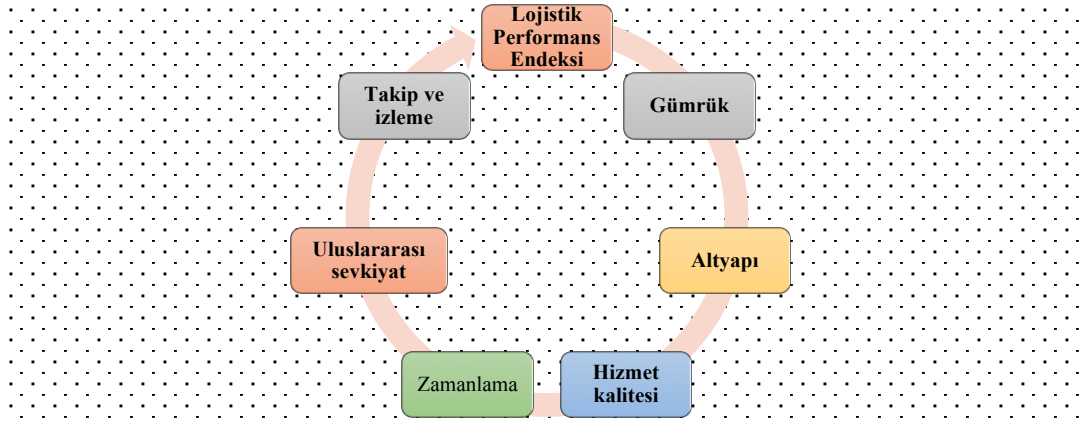 Lojistik
Performans
Endeksi
Gümrük
Altyapı
Hizmet
kalitesi
Zamanlama
Uluslararası
sevkiyat
Takip ve
izleme